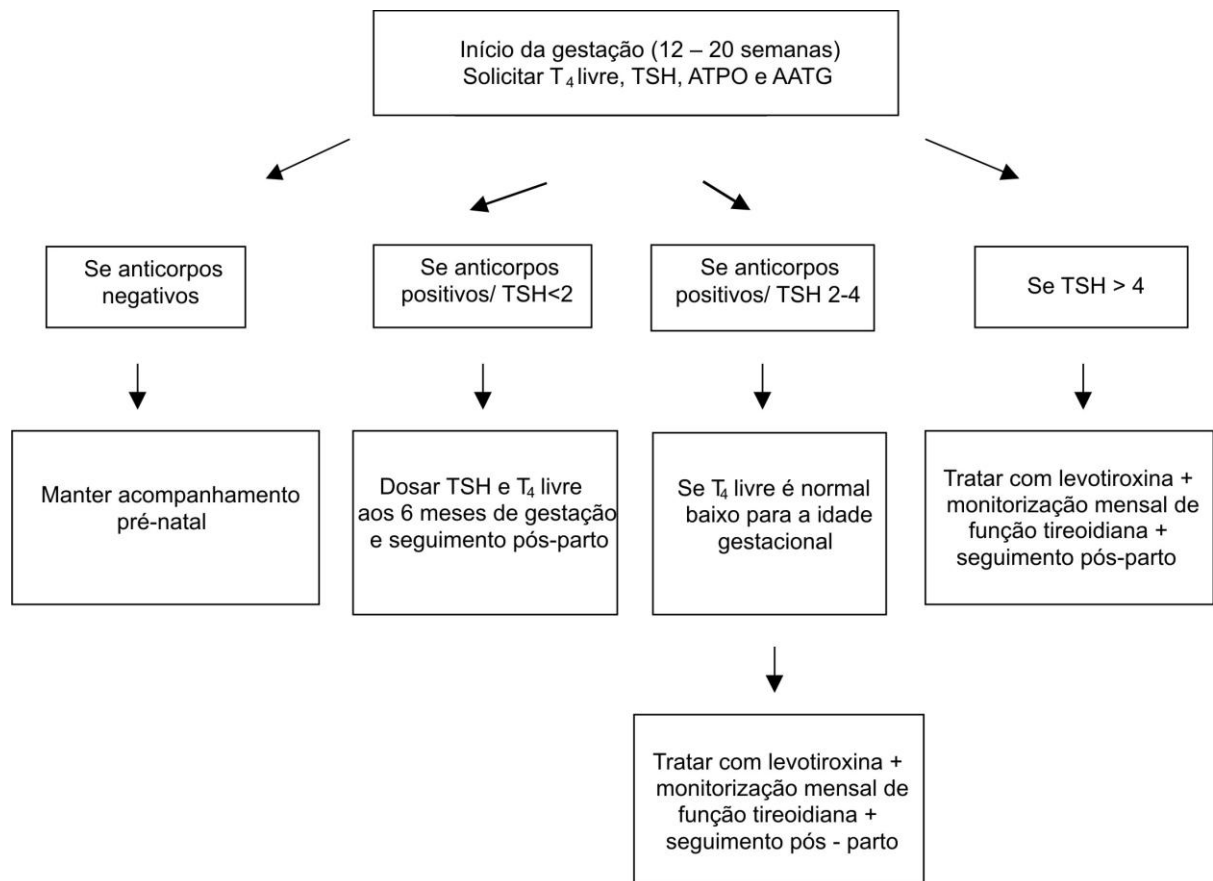 Início da gestação (12 – 20 semanas)
Solicitar T4 livre, TSH, ATPO e AATG
Se anticorpos
negativos
Se anticorpos
positivos/ TSH<2
Se anticorpos
positivos/ TSH 2-4
Se TSH > 4
Manter acompanhamento
pré-natal
Dosar TSH e T4 livre
aos 6 meses de gestação
e seguimento pós-parto
Se T4 livre é normal
baixo para a idade
gestacional
Tratar com levotiroxina +
monitorização mensal de
função tireoidiana +
seguimento pós-parto
Tratar com levotiroxina +
monitorização mensal de
função tireoidiana +
seguimento pós - parto